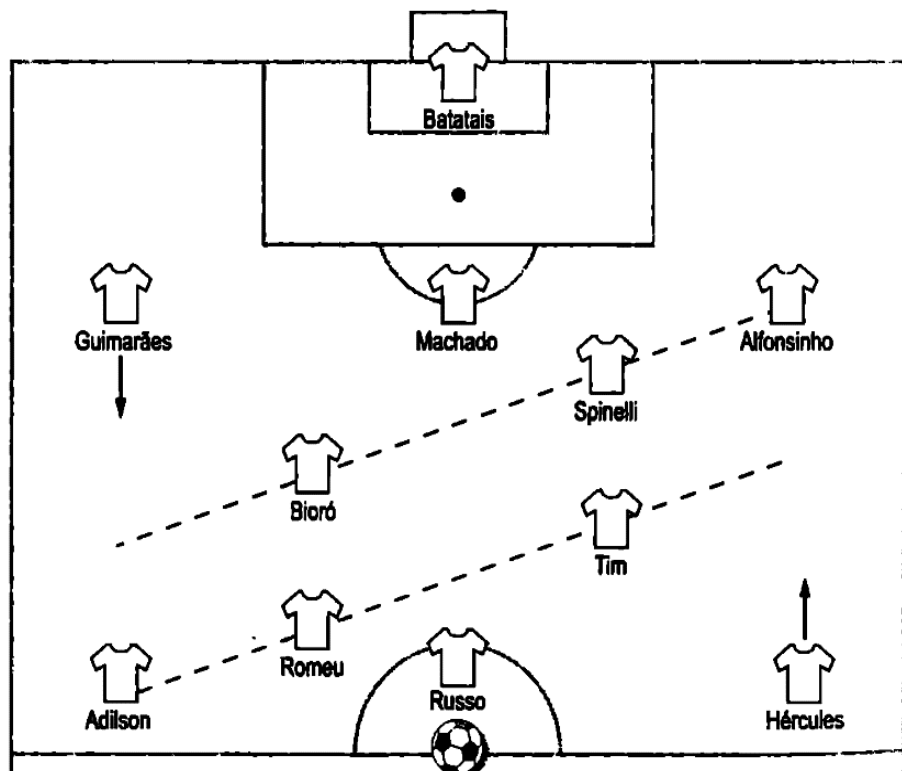 Batatais
Guimarães
Machado
Alfonsinho
Spinelli
Bioró
Tim
Romeu
Russo
Adilson
Hércules